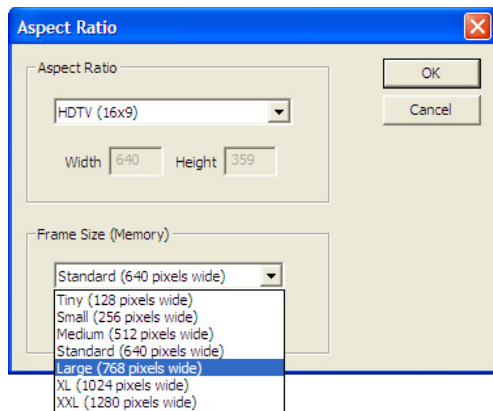 Aspect Ratio
Aspect Ratio
OK
HDTV (16x9)
Cancel
Width 640 Height 359
Frame Size (Memory)
Standard (640 pixels wide)
Tiny (128 pixels wide)
Small (256 pixels wide)
Medium (512 pixels wide)
Standard (640 pixels wide)
Large (768 pixels wide)
XL (1024 pixels wide)
XXL (1280 pixels wide)